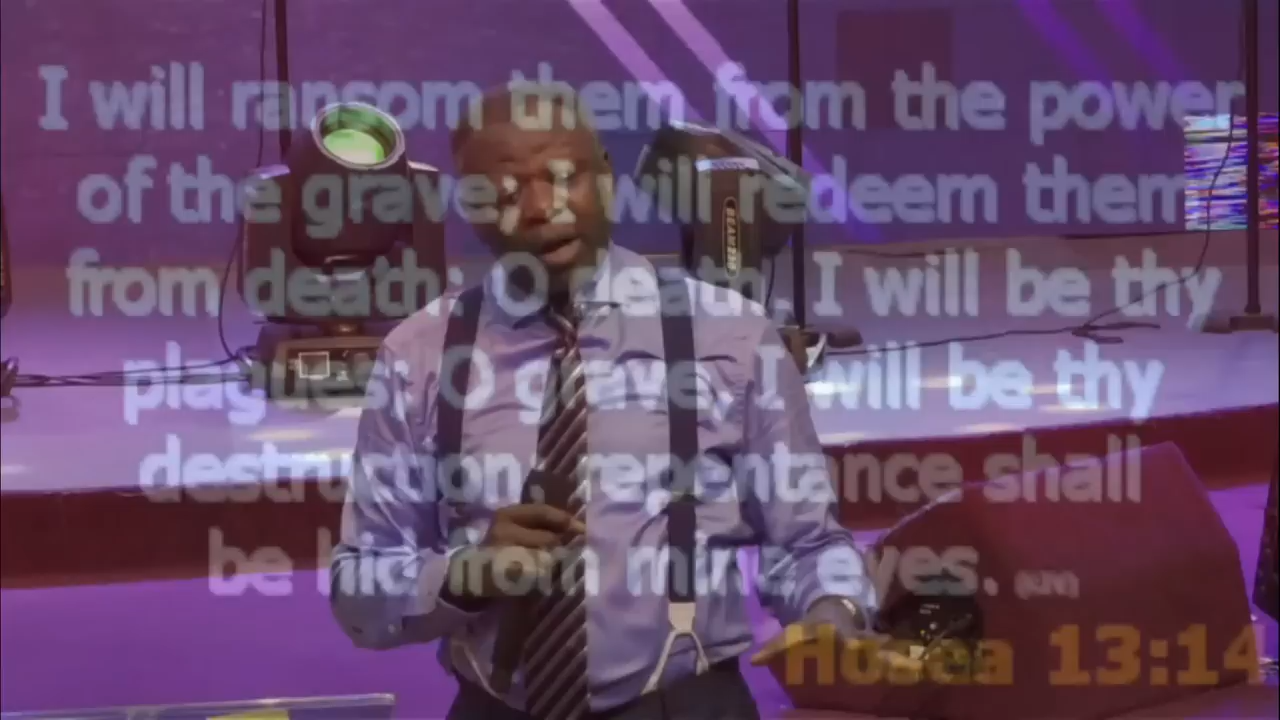 I will ransom them from the power
of the grave; I will redeem them
from death: O death, I will be thy
plagues; O grave, I will be thy
destruction: repentance shall
be hid from mine eyes. (KJV)
Hosea 13:14